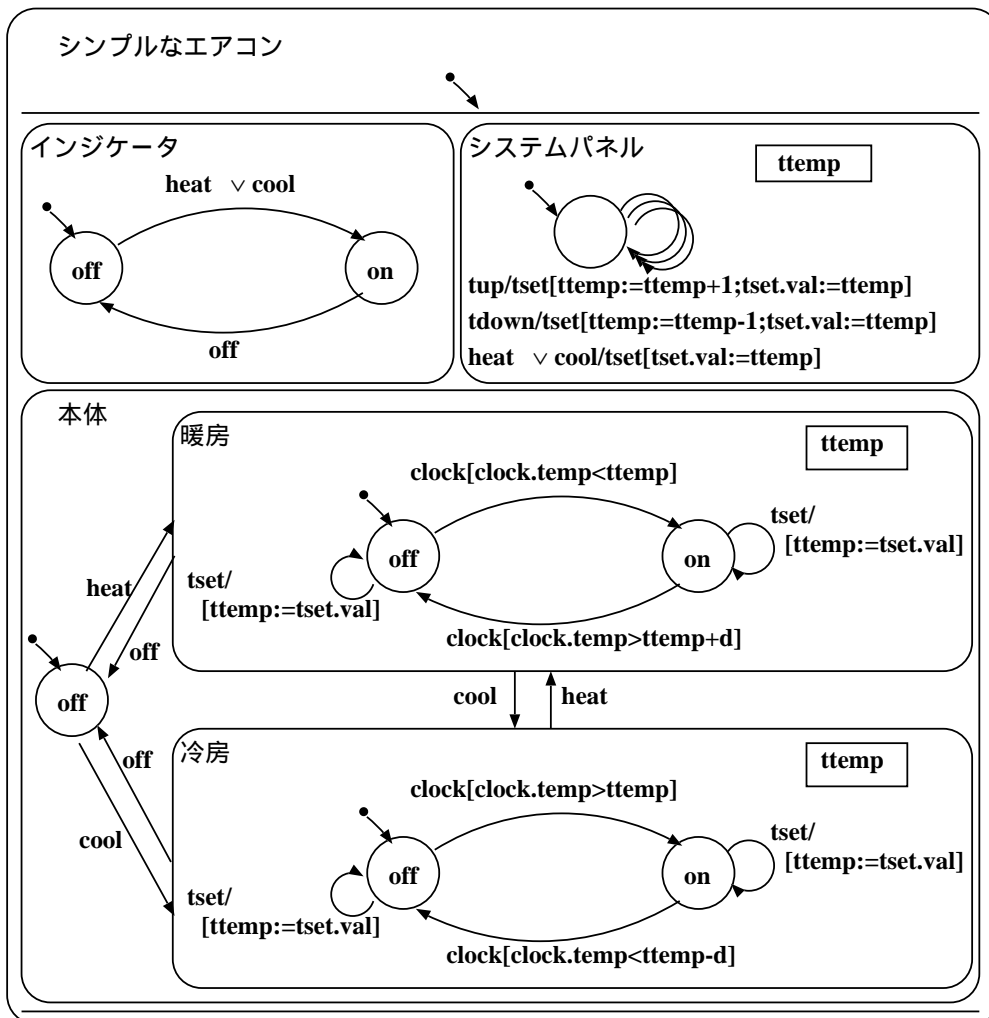 シンプルなエアコン
インジケータ
heat ∨ cool
off
on
off
システムパネル
ttemp
tup/tset[ttemp:=ttemp+1;tset.val:=ttemp]
tdown/tset[ttemp:=ttemp-1;tset.val:=ttemp]
heat ∨ cool/tset[tset.val:=ttemp]
本体
off
heat
off
off
cool
暖房
ttemp
clock[clock.temp<ttemp]
off
on
tset/
[ttemp:=tset.val]
tset/
[ttemp:=tset.val]
clock[clock.temp>ttemp+d]
cool
heat
冷房
ttemp
clock[clock.temp>ttemp]
off
on
tset/
[ttemp:=tset.val]
tset/
[ttemp:=tset.val]
clock[clock.temp<ttemp-d]